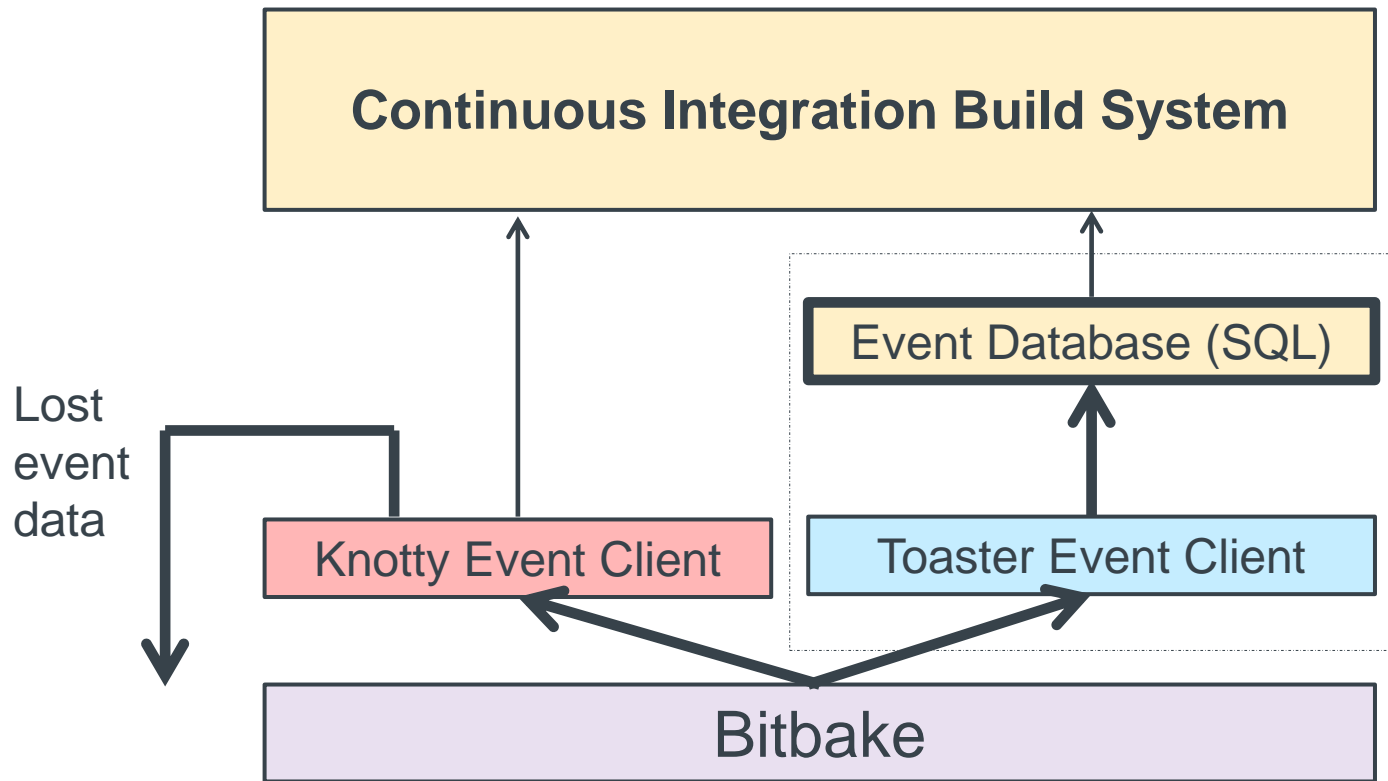 Continuous Integration Build System
Event Database (SQL)
Lost
event
data
Knotty Event Client
Toaster Event Client
Bitbake